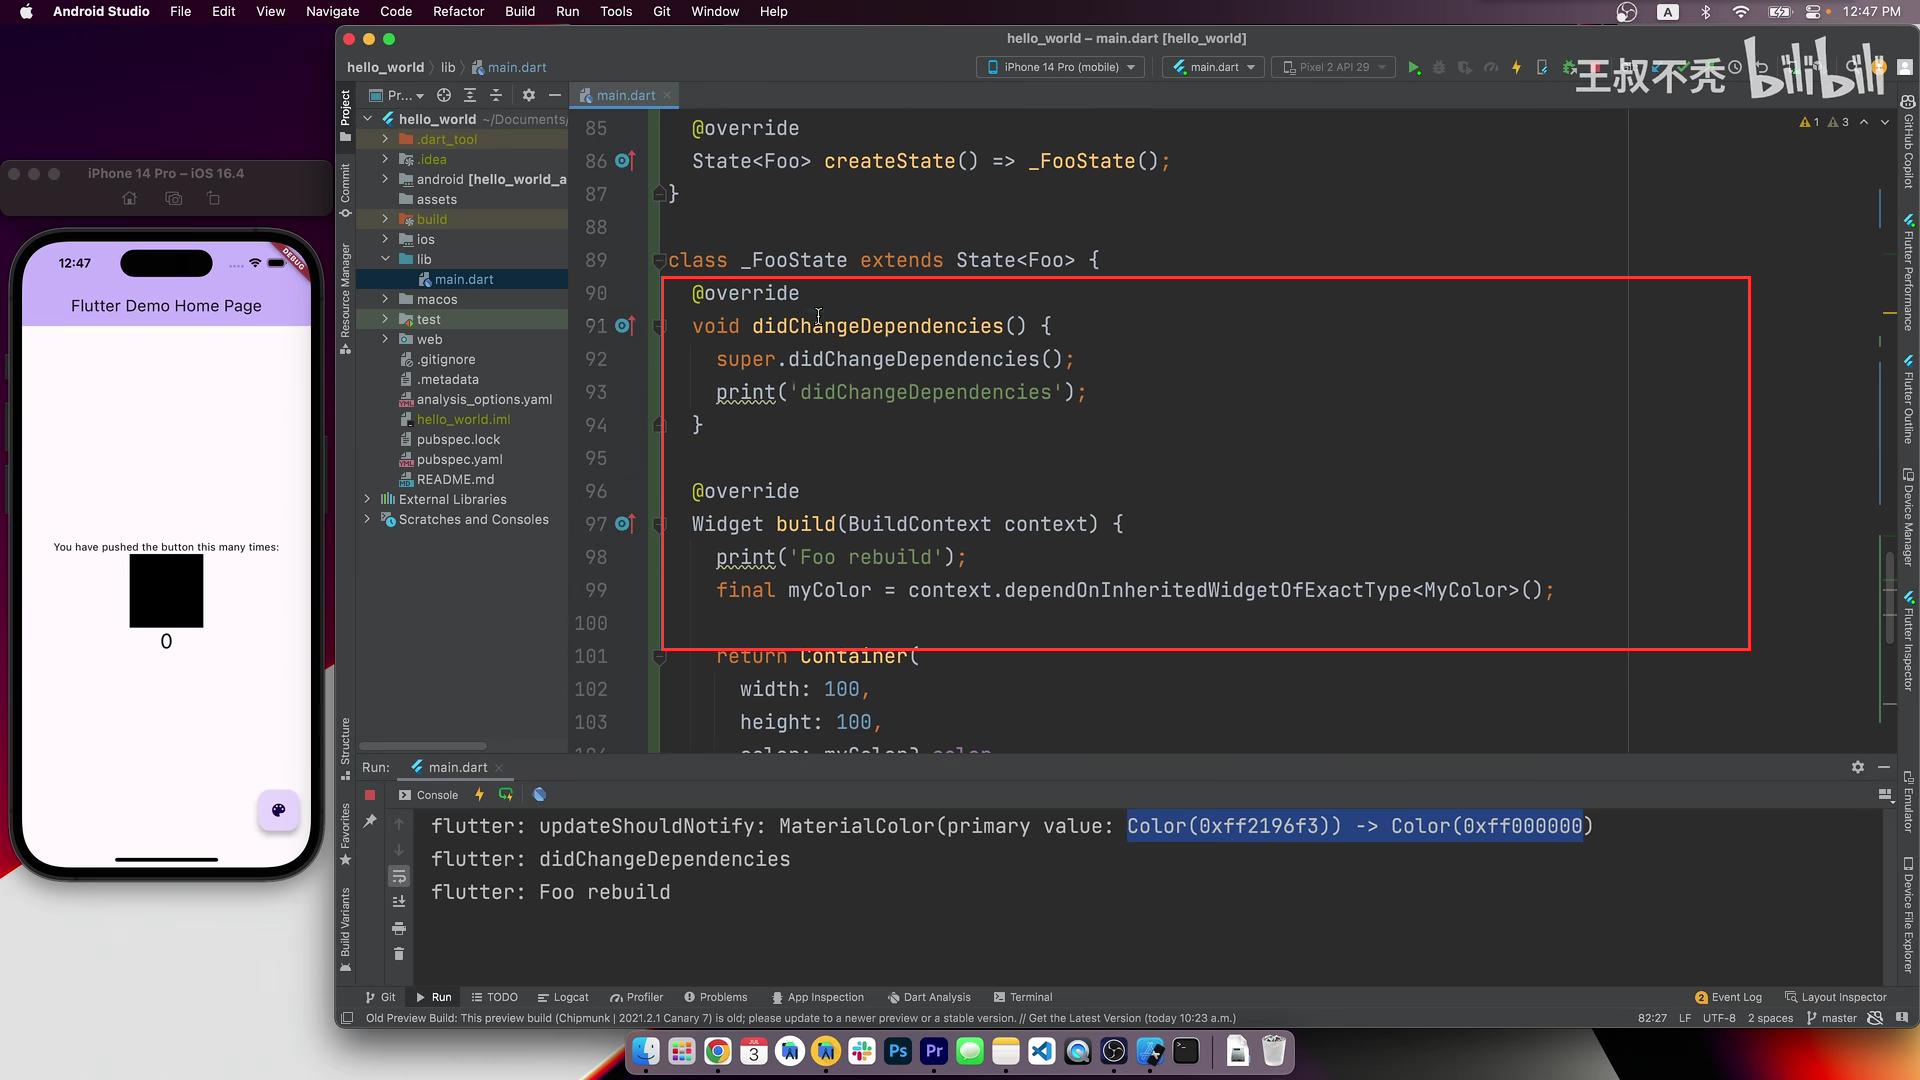 Android Studio File Edit View Navigate Code Refactor Build Run Tools Git Window Help
A 12:47 PM
hello_world – main.dart [hello_world]
hello_world lib main.dart
iPhone 14 Pro (mobile) main.dart Pixel 2 API 29
王叔不秃 bilibili
Pr...
main.dart
Project
Commit
Resource Manager
Structure
Favorites
Build Variants
hello_world ~/Documents/
.dart_tool
.idea
android [hello_world_a
assets
build
ios
lib
main.dart
macos
test
web
.gitignore
.metadata
analysis_options.yaml
hello_world.iml
pubspec.lock
pubspec.yaml
README.md
External Libraries
Scratches and Consoles
iPhone 14 Pro – iOS 16.4
12:47
DEBUG
Flutter Demo Home Page
You have pushed the button this many times:
0
1 3
85 @override
86 State<Foo> createState() => _FooState();
87 }
88
89 class _FooState extends State<Foo> {
90 @override
91 void didChangeDependencies() {
92 super.didChangeDependencies();
93 print('didChangeDependencies');
94 }
95
96 @override
97 Widget build(BuildContext context) {
98 print('Foo rebuild');
99 final myColor = context.dependOnInheritedWidgetOfExactType<MyColor>();
100
101 return Container(
102 width: 100,
103 height: 100,
GitHub Copilot
Flutter Performance
Flutter Outline
Device Manager
Flutter Inspector
Emulator
Device File Explorer
Run: main.dart
Console
flutter: updateShouldNotify: MaterialColor(primary value: Color(0xff2196f3)) -> Color(0xff000000)
flutter: didChangeDependencies
flutter: Foo rebuild
Git Run TODO Logcat Profiler Problems App Inspection Dart Analysis Terminal
2 Event Log Layout Inspector
Old Preview Build: This preview build (Chipmunk | 2021.2.1 Canary 7) is old; please update to a newer preview or a stable version. // Get the Latest Version (today 10:23 a.m.)
82:27 LF UTF-8 2 spaces master
JUL
3
Ps
Pr